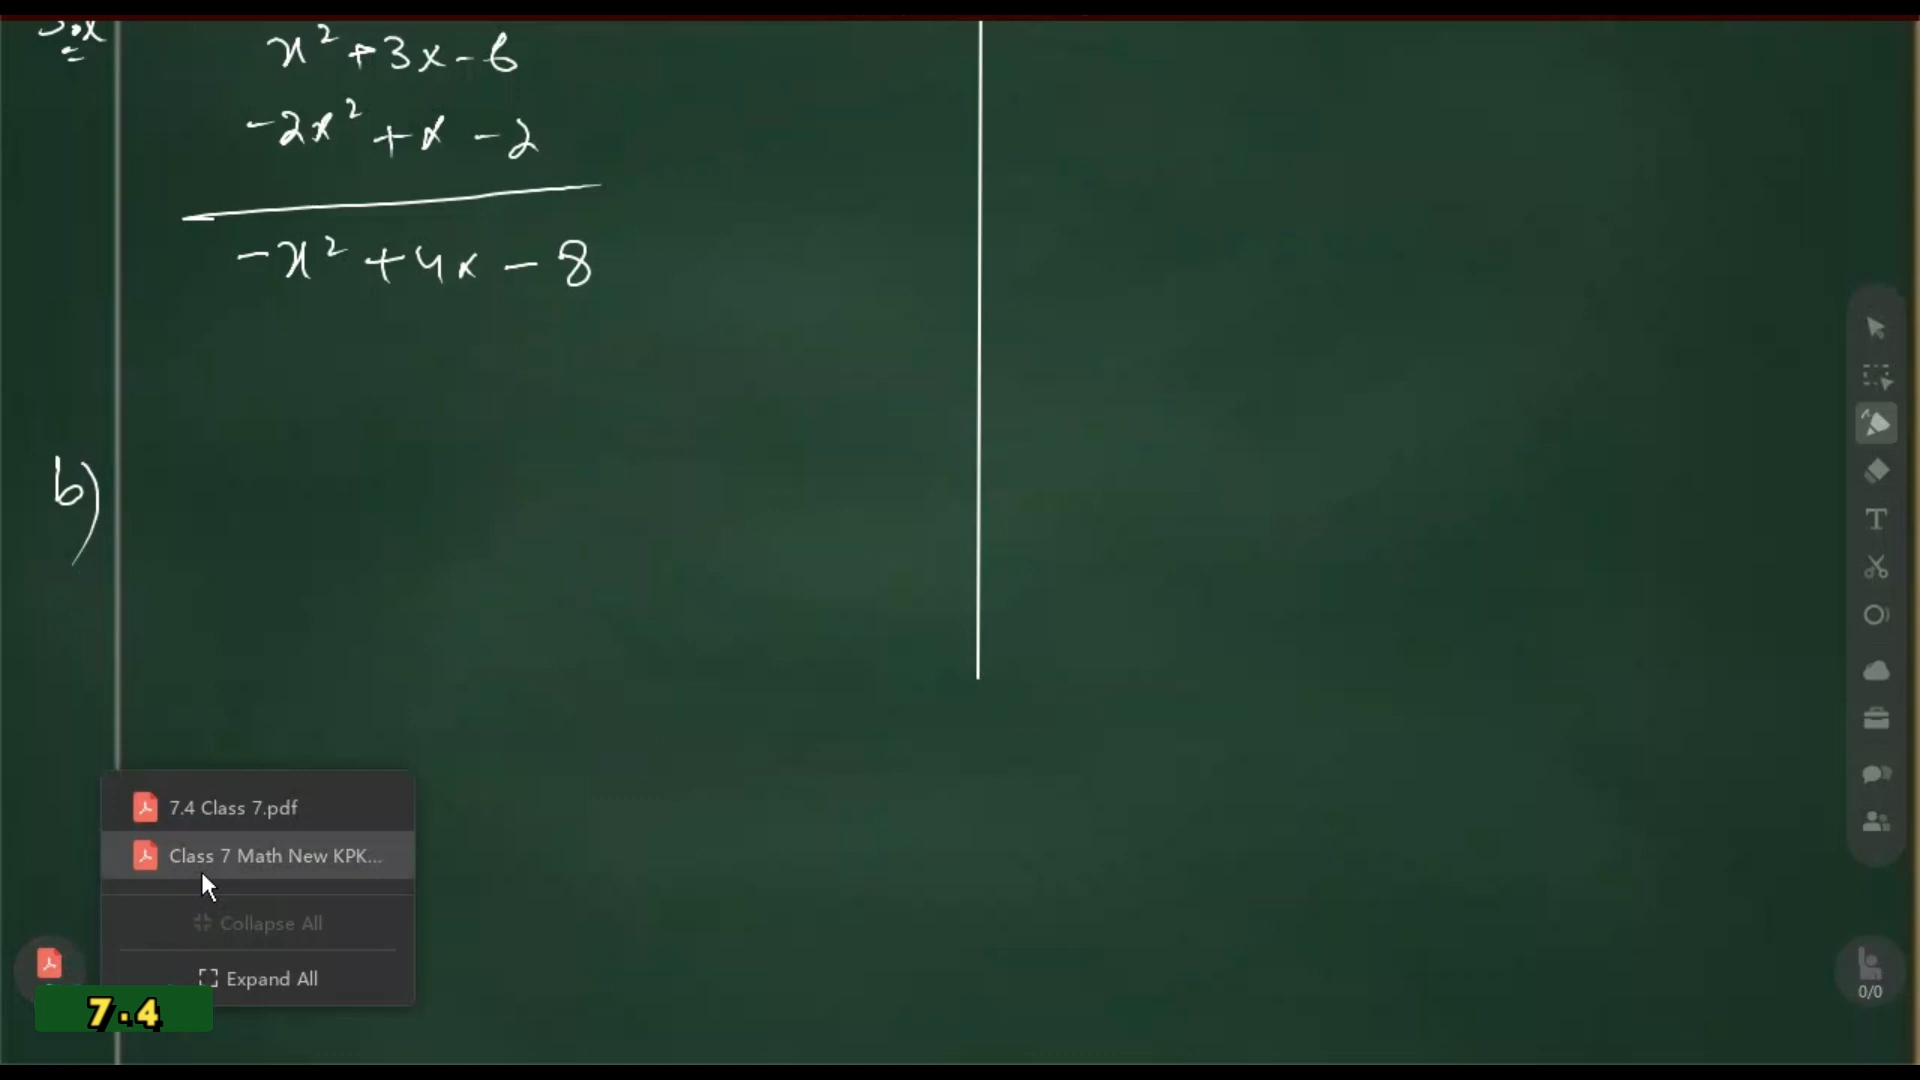 x² + 3x - 6
-2x² + x - 2
-x² + 4x - 8
b)
7.4 Class 7.pdf
Class 7 Math New KPK...
Collapse All
Expand All
7.4
T
0/0